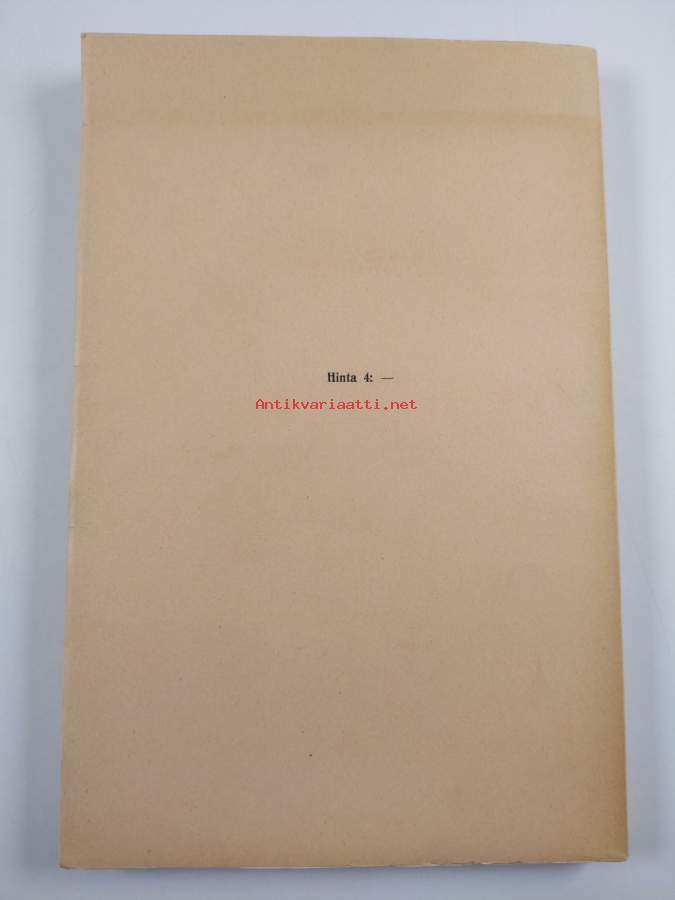 Hinta 4: —
Antikvariaatti.net